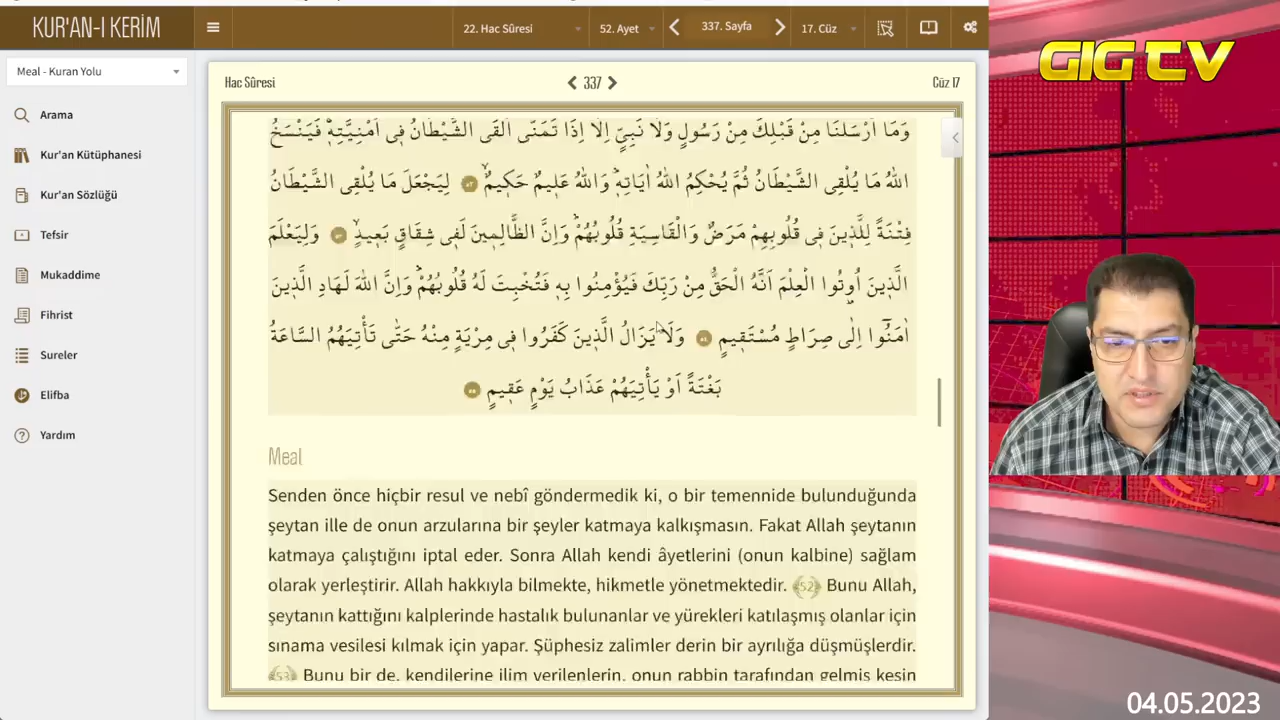 KUR'AN-I KERİM
22. Hac Sûresi
52. Ayet
337. Sayfa
17. Cüz
Meal - Kuran Yolu
Arama
Kur'an Kütüphanesi
Kur'an Sözlüğü
Tefsir
Mukaddime
Fihrist
Sureler
Elifba
Yardım
Hac Sûresi
337
Cüz 17
وَمَٓا اَرْسَلْنَا مِنْ قَبْلِكَ مِنْ رَسُولٍ وَلَا نَبِيٍّ اِلَّٓا اِذَا تَمَنّٰىٓ اَلْقَى الشَّيْطَانُ ف۪ٓي اُمْنِيَّتِه۪ۚ فَيَنْسَخُ
اللّٰهُ مَا يُلْقِي الشَّيْطَانُ ثُمَّ يُحْكِمُ اللّٰهُ اٰيَاتِه۪ۜ وَاللّٰهُ عَل۪يمٌ حَك۪يمٌۙ ﴿٥٢﴾ لِيَجْعَلَ مَا يُلْقِي الشَّيْطَانُ
فِتْنَةً لِلَّذ۪ينَ ف۪ي قُلُوبِهِمْ مَرَضٌ وَالْقَاسِيَةِ قُلُوبُهُمْۜ وَاِنَّ الظَّالِم۪ينَ لَف۪ي شِقَاقٍ بَع۪يدٍۙ ﴿٥٣﴾ وَلِيَعْلَمَ
الَّذ۪ينَ اُو۫تُوا الْعِلْمَ اَنَّهُ الْحَقُّ مِنْ رَبِّكَ فَيُؤْمِنُوا بِه۪ فَتُخْبِتَ لَهُ قُلُوبُهُمْۜ وَاِنَّ اللّٰهَ لَهَادِ الَّذ۪ينَ
اٰمَنُٓوا اِلٰى صِرَاطٍ مُسْتَق۪يمٍ ﴿٥٤﴾ وَلَا يَزَالُ الَّذ۪ينَ كَفَرُوا ف۪ي مِرْيَةٍ مِنْهُ حَتّٰى تَأْتِيَهُمُ السَّاعَةُ
بَغْتَةً اَوْ يَأْتِيَهُمْ عَذَابُ يَوْمٍ عَق۪يمٍ ﴿٥٥﴾
Meal
Senden önce hiçbir resul ve nebî göndermedik ki, o bir temennide bulunduğunda
şeytan ille de onun arzularına bir şeyler katmaya kalkışmasın. Fakat Allah şeytanın
katmaya çalıştığını iptal eder. Sonra Allah kendi âyetlerini (onun kalbine) sağlam
olarak yerleştirir. Allah hakkıyla bilmekte, hikmetle yönetmektedir. ﴾52﴿ Bunu Allah,
şeytanın kattığını kalplerinde hastalık bulunanlar ve yürekleri katılaşmış olanlar için
sınama vesilesi kılmak için yapar. Şüphesiz zalimler derin bir ayrılığa düşmüşlerdir.
﴾53﴿ Bunu bir de, kendilerine ilim verilenlerin, onun rabbin tarafından gelmiş kesin
GIG TV
04.05.2023